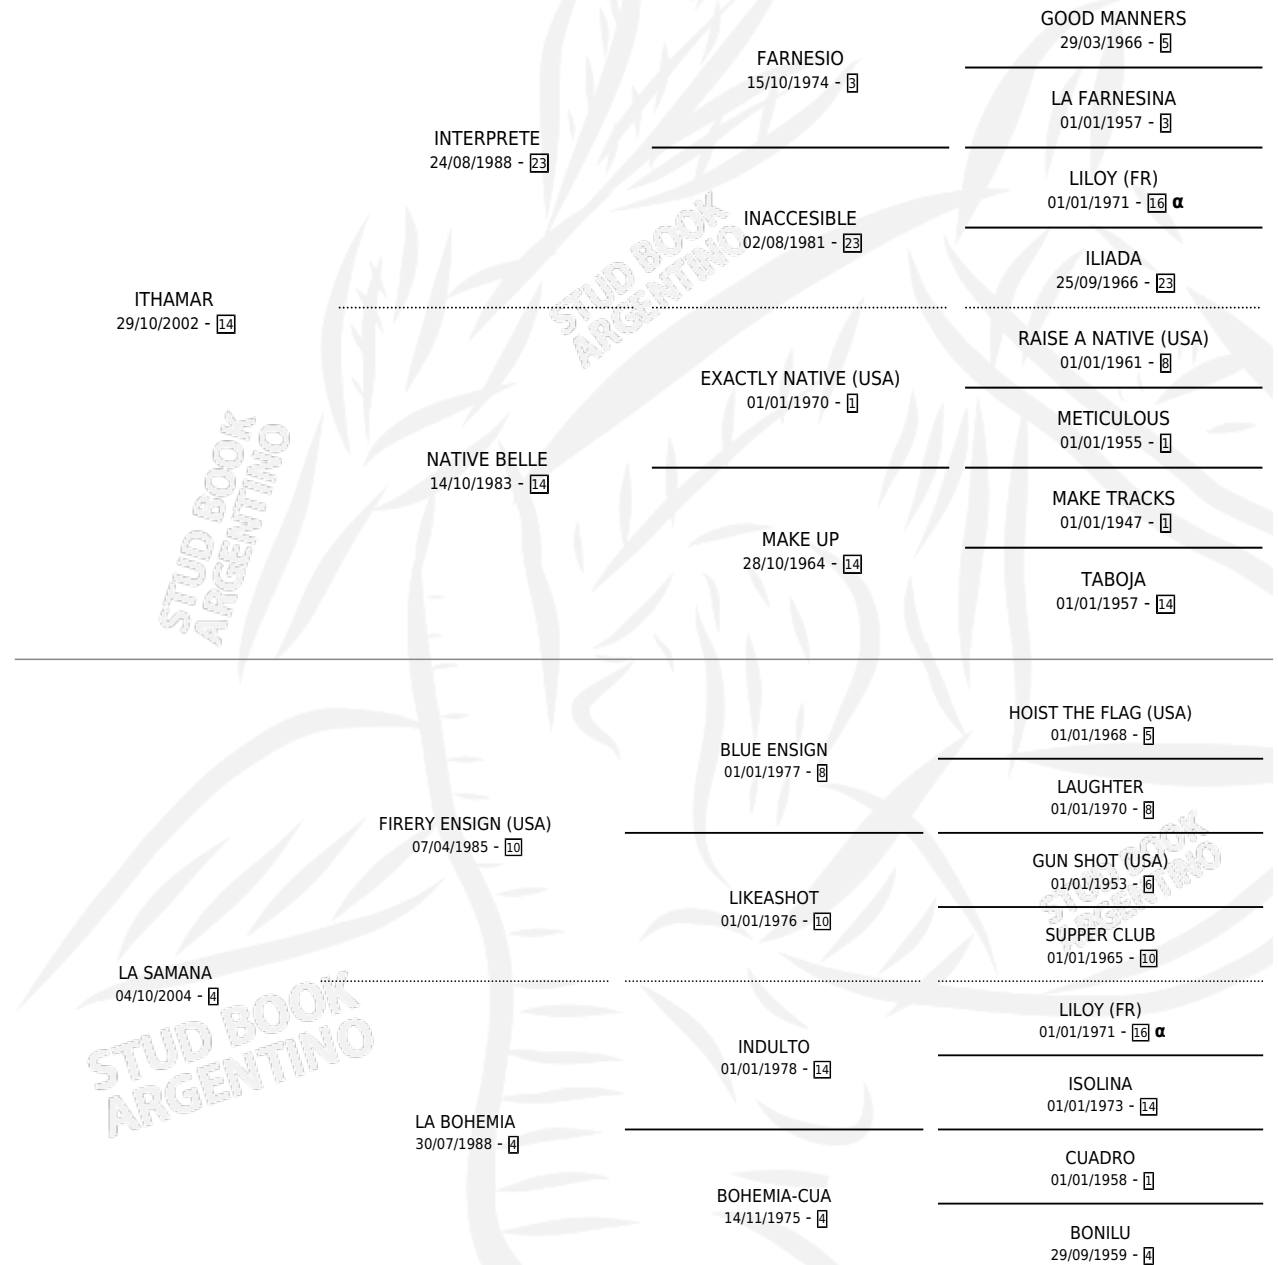 GOOD MANNERS
29/03/1966 - 5
FARNESIO
15/10/1974 - 3
LA FARNESINA
01/01/1957 - 3
INTERPRETE
24/08/1988 - 23
LILOY (FR)
01/01/1971 - 16 α
INACCESIBLE
02/08/1981 - 23
ILIADA
25/09/1966 - 23
ITHAMAR
29/10/2002 - 14
RAISE A NATIVE (USA)
01/01/1961 - 8
EXACTLY NATIVE (USA)
01/01/1970 - 1
METICULOUS
01/01/1955 - 1
NATIVE BELLE
14/10/1983 - 14
MAKE TRACKS
01/01/1947 - 1
MAKE UP
28/10/1964 - 14
TABOJA
01/01/1957 - 14
HOIST THE FLAG (USA)
01/01/1968 - 5
BLUE ENSIGN
01/01/1977 - 8
LAUGHTER
01/01/1970 - 8
FIRERY ENSIGN (USA)
07/04/1985 - 10
GUN SHOT (USA)
01/01/1953 - 6
LIKEASHOT
01/01/1976 - 10
SUPPER CLUB
01/01/1965 - 10
LA SAMANA
04/10/2004 - 4
LILOY (FR)
01/01/1971 - 16 α
INDULTO
01/01/1978 - 14
ISOLINA
01/01/1973 - 14
LA BOHEMIA
30/07/1988 - 4
CUADRO
01/01/1958 - 1
BOHEMIA-CUA
14/11/1975 - 4
BONILU
29/09/1959 - 4
STUD BOOK
ARGENTINO
STUD BOOK
ARGENTINO
STUD BOOK
ARGENTINO
STUD BOOK
ARGENTINO